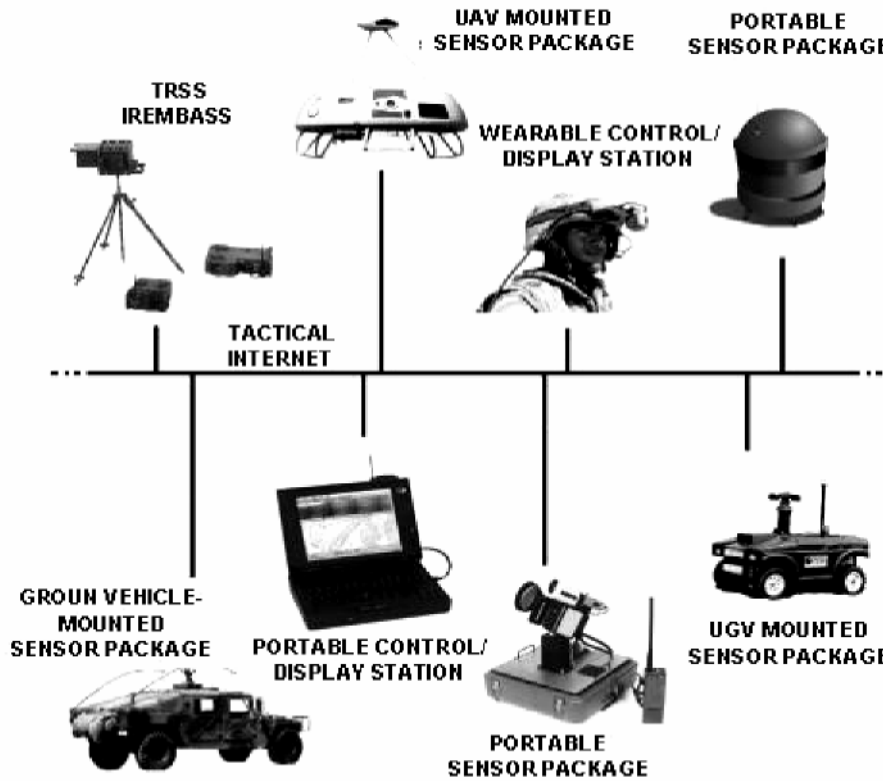 UAV MOUNTED
SENSOR PACKAGE
PORTABLE
SENSOR PACKAGE
TRSS
IREMBASS
WEARABLE CONTROL/
DISPLAY STATION
TACTICAL
INTERNET
GROUN VEHICLE-
MOUNTED
SENSOR PACKAGE
PORTABLE CONTROL/
DISPLAY STATION
PORTABLE
SENSOR PACKAGE
UGV MOUNTED
SENSOR PACKAGE